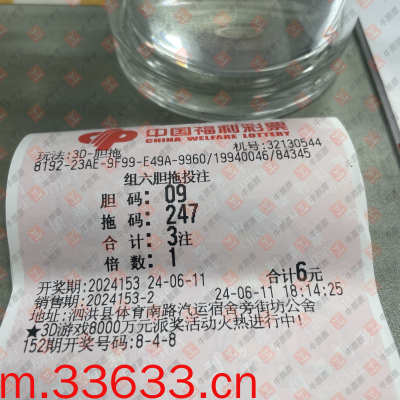 中国福利彩票
CHINA WELFARE LOTTERY
玩法:3D-胆拖
机号:32130544
8192-23AE-9F99-E49A-9960/19940046/84345
组六胆拖投注
胆 码: 09
拖 码: 247
合 计: 3注
倍 数: 1
开奖期:2024153 24-06-11 合计6元
销售期:2024153-2 24-06-11 18:14:25
地址:泗洪县体育南路汽运宿舍旁街坊公舍
★3D游戏8000万元派奖活动火热进行中!
152期开奖号码:8-4-8
m.33633.cn